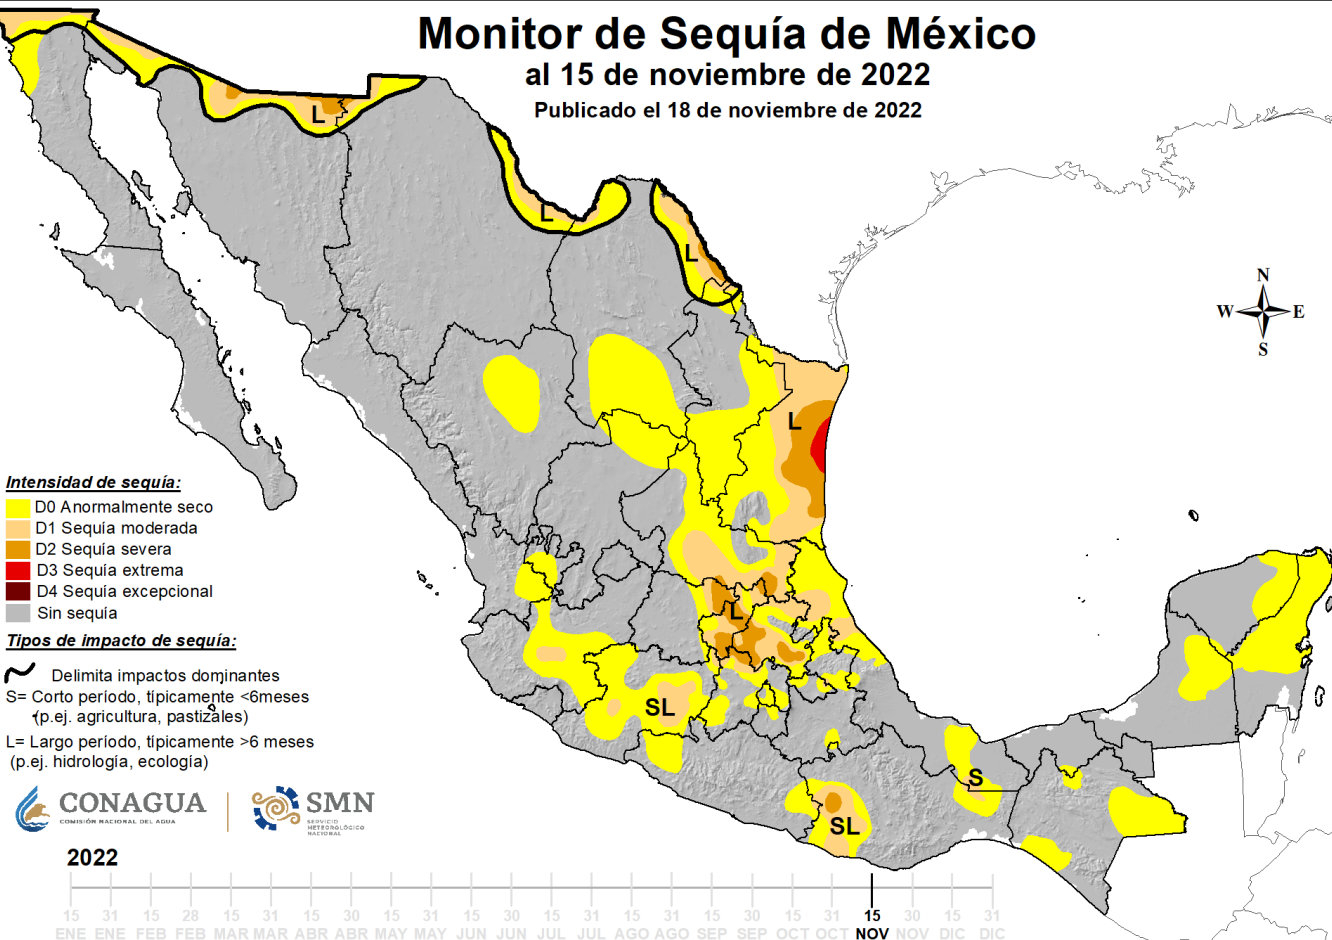 Monitor de Sequía de México
al 15 de noviembre de 2022
Publicado el 18 de noviembre de 2022
N
W E
S
L
L
L
L
L
SL
S
SL
Intensidad de sequía:
D0 Anormalmente seco
D1 Sequía moderada
D2 Sequía severa
D3 Sequía extrema
D4 Sequía excepcional
Sin sequía
Tipos de impacto de sequía:
Delimita impactos dominantes
S= Corto período, típicamente <6meses
(p.ej. agricultura, pastizales)
L= Largo período, típicamente >6 meses
(p.ej. hidrología, ecología)
CONAGUA
COMISIÓN NACIONAL DEL AGUA
SMN
SERVICIO
METEOROLÓGICO
NACIONAL
2022
15 31 15 28 15 31 15 30 15 31 15 30 15 31 15 31 15 30 15 31 15 30 15 31
ENE ENE FEB FEB MAR MAR ABR ABR MAY MAY JUN JUN JUL JUL AGO AGO SEP SEP OCT OCT NOV NOV DIC DIC